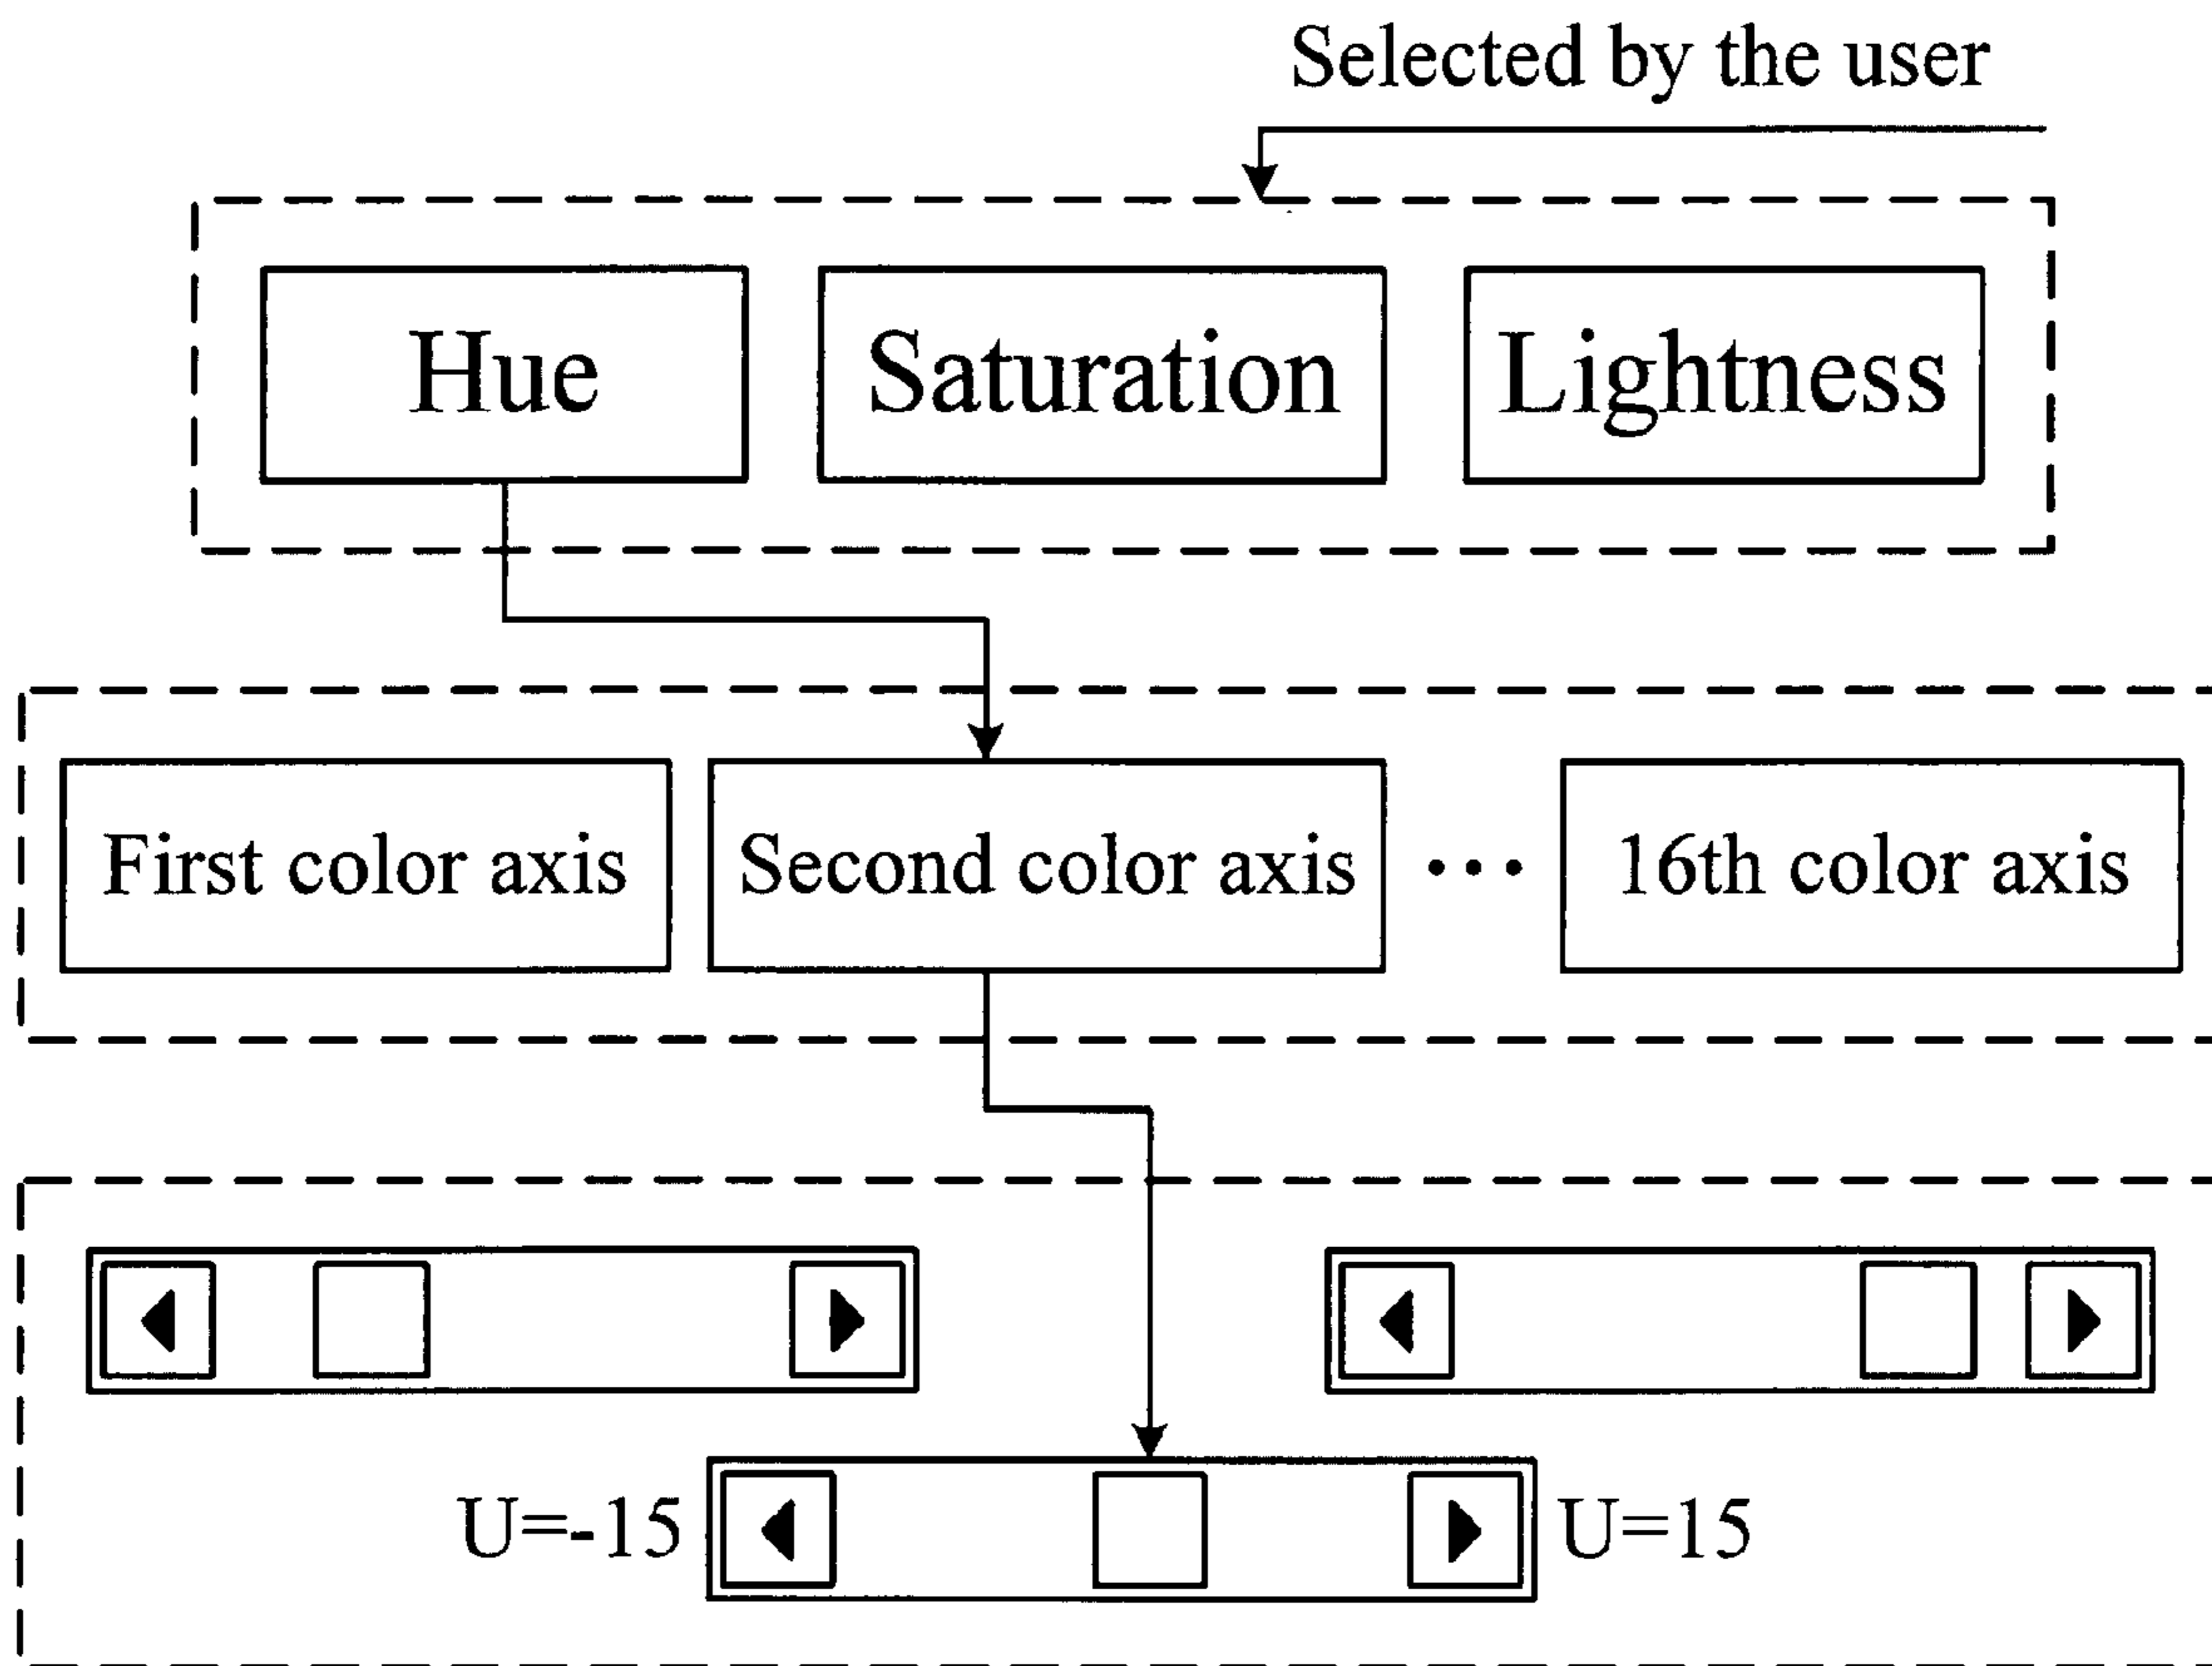 Selected by the user
Hue
Saturation
Lightness
First color axis
Second color axis
•••
16th color axis
U=-15
U=15